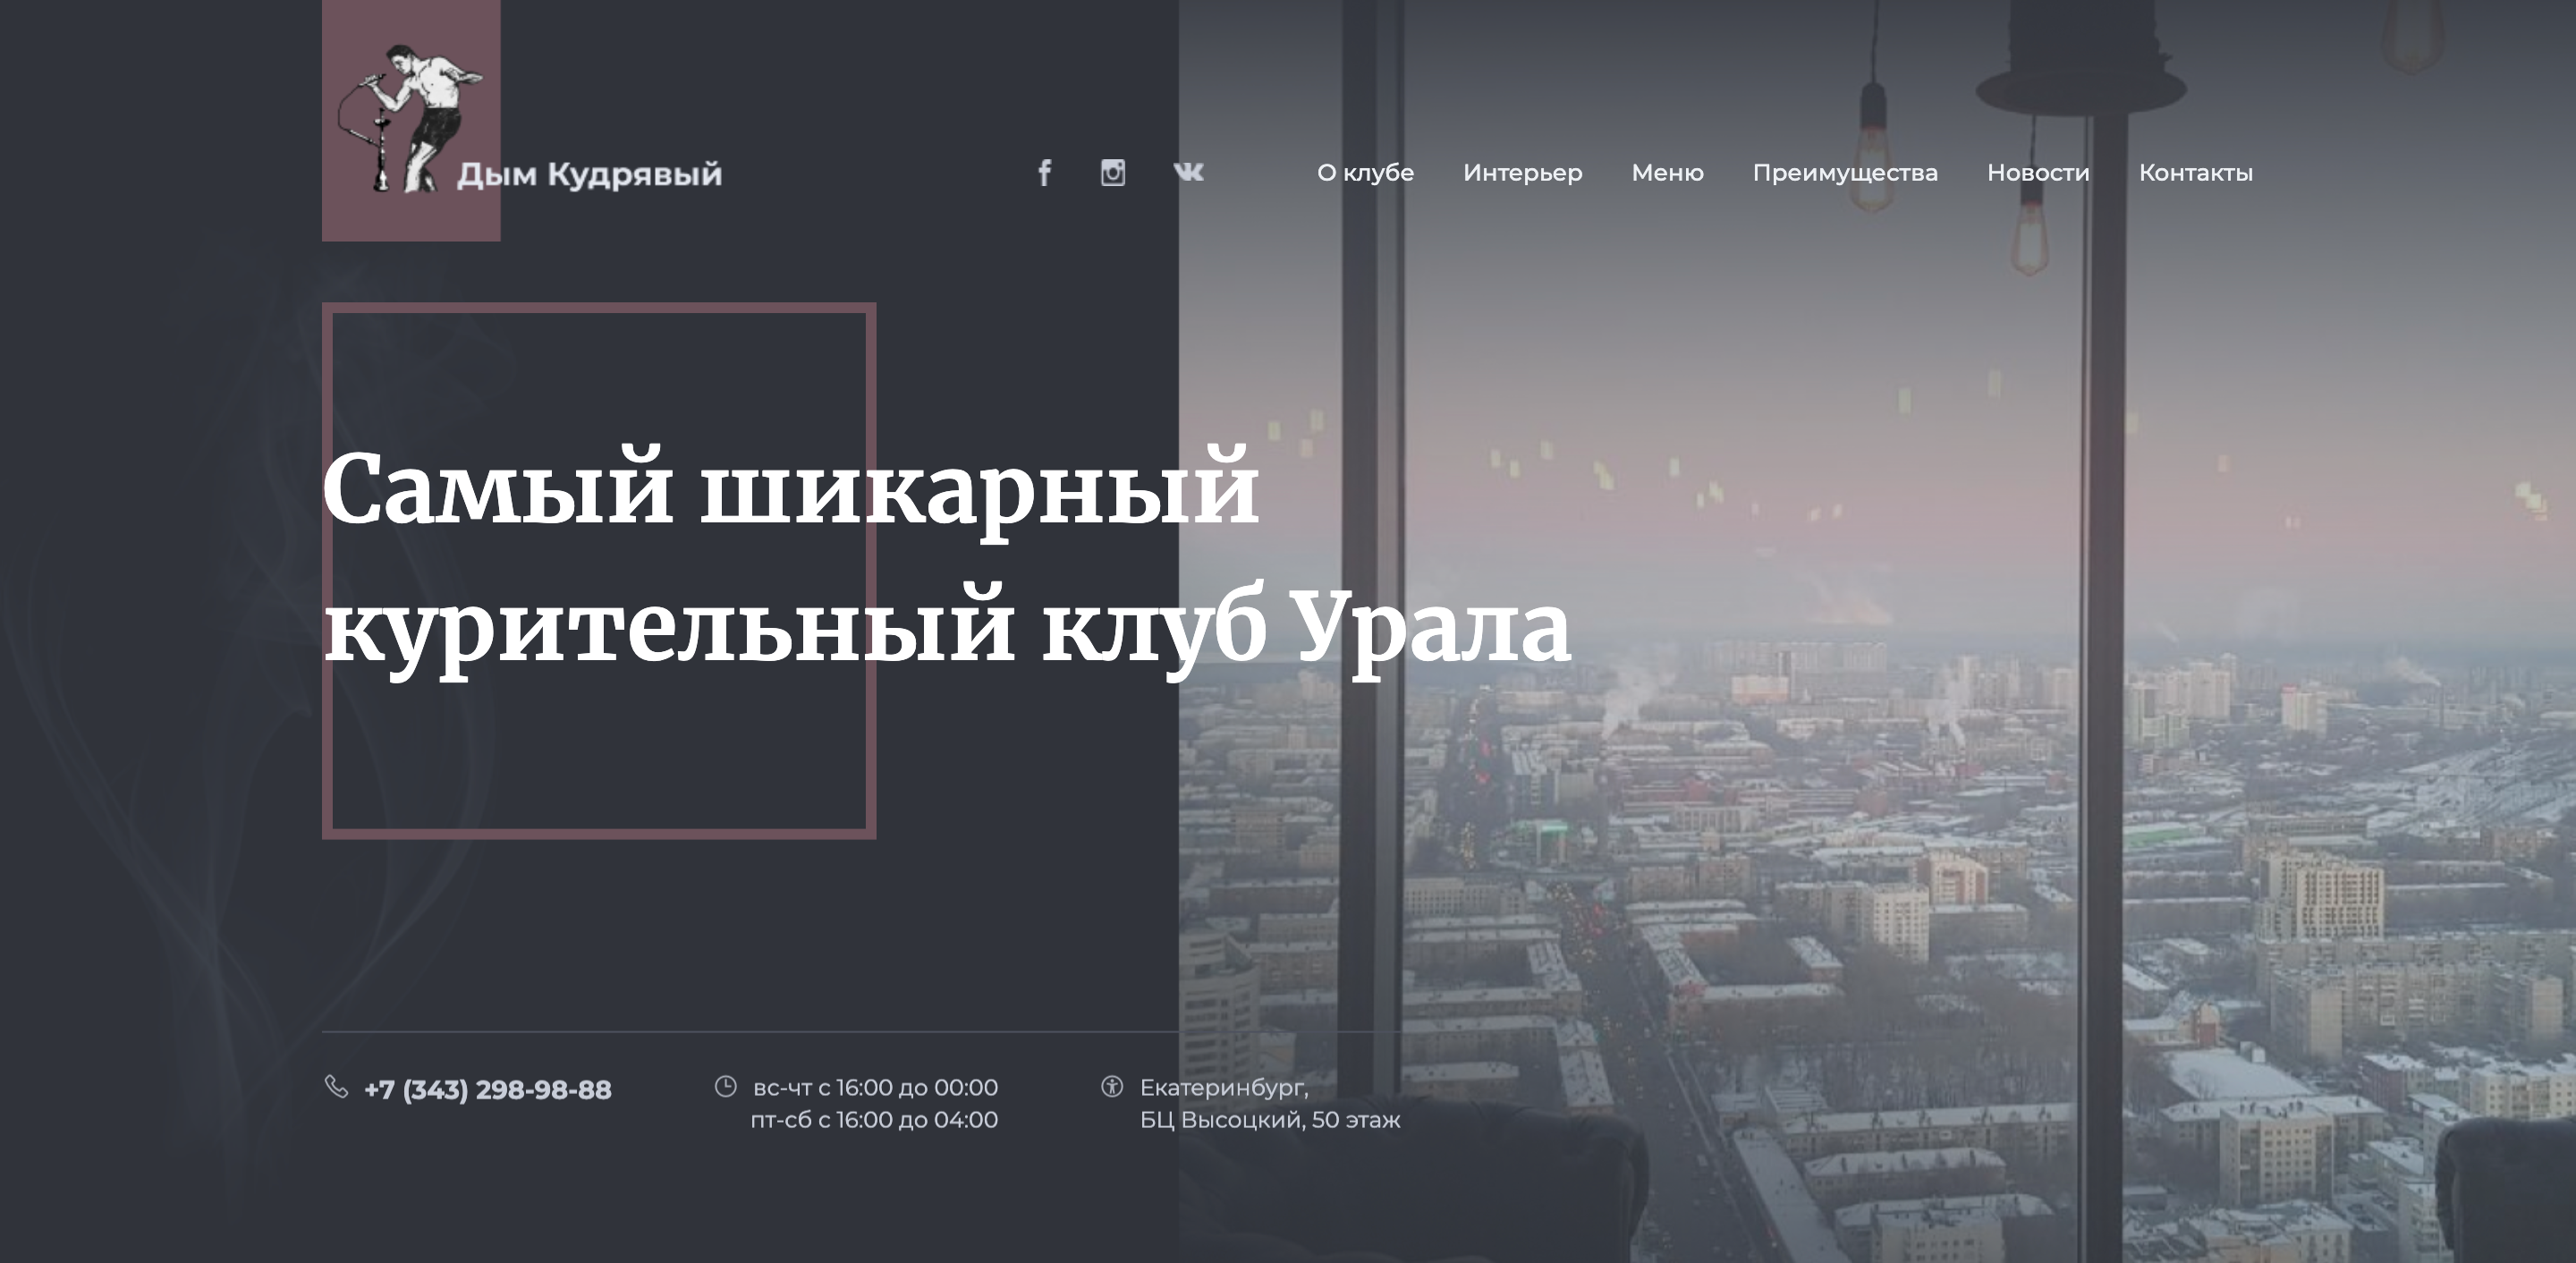 Дым Кудрявый
О клубе Интерьер Меню Преимущества Новости Контакты
Самый шикарный
курительный клуб Урала
+7 (343) 298-98-88
вс-чт с 16:00 до 00:00
пт-сб с 16:00 до 04:00
Екатеринбург,
БЦ Высоцкий, 50 этаж